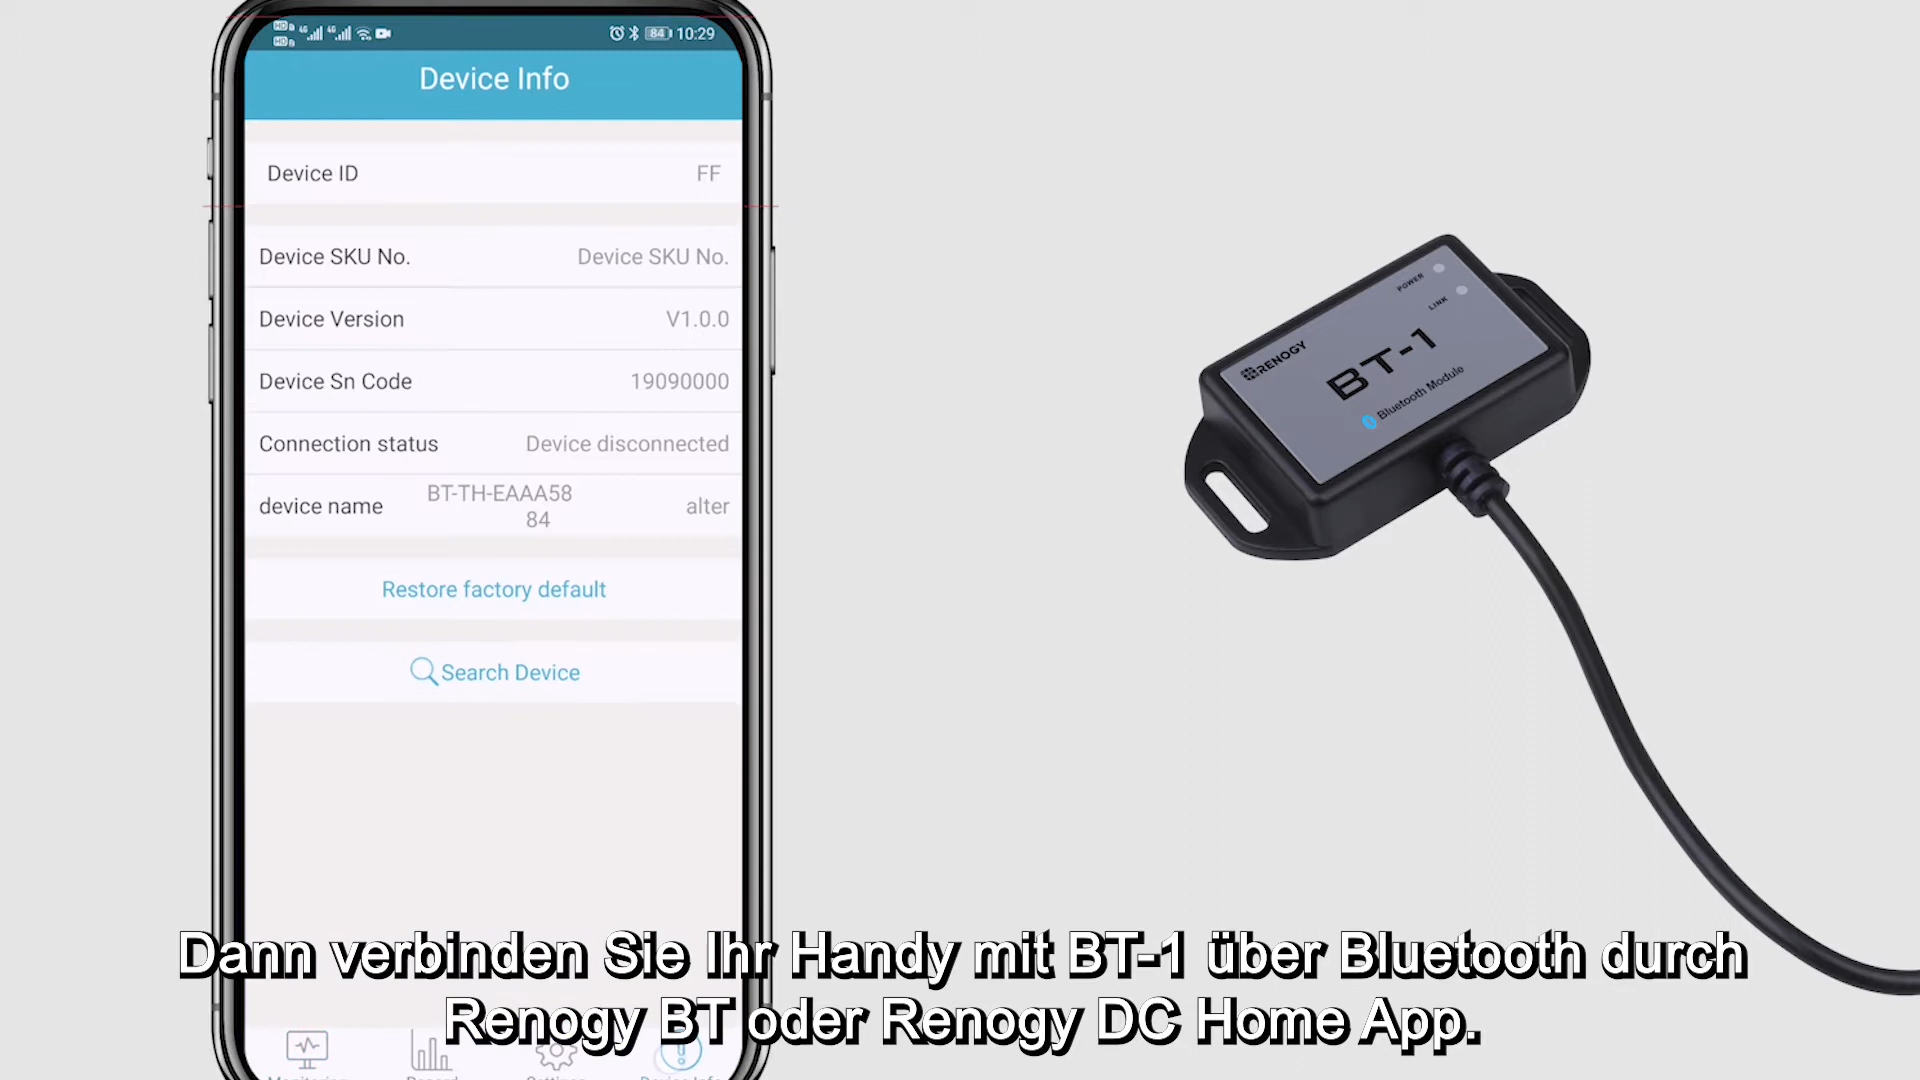 84 10:29
Device Info
Device ID FF
Device SKU No. Device SKU No.
Device Version V1.0.0
Device Sn Code 19090000
Connection status Device disconnected
device name BT-TH-EAAA58
84 alter
Restore factory default
Search Device
POWER
LINK
RENOGY
BT-1
Bluetooth Module
Dann verbinden Sie Ihr Handy mit BT-1 über Bluetooth durch
Renogy BT oder Renogy DC Home App.